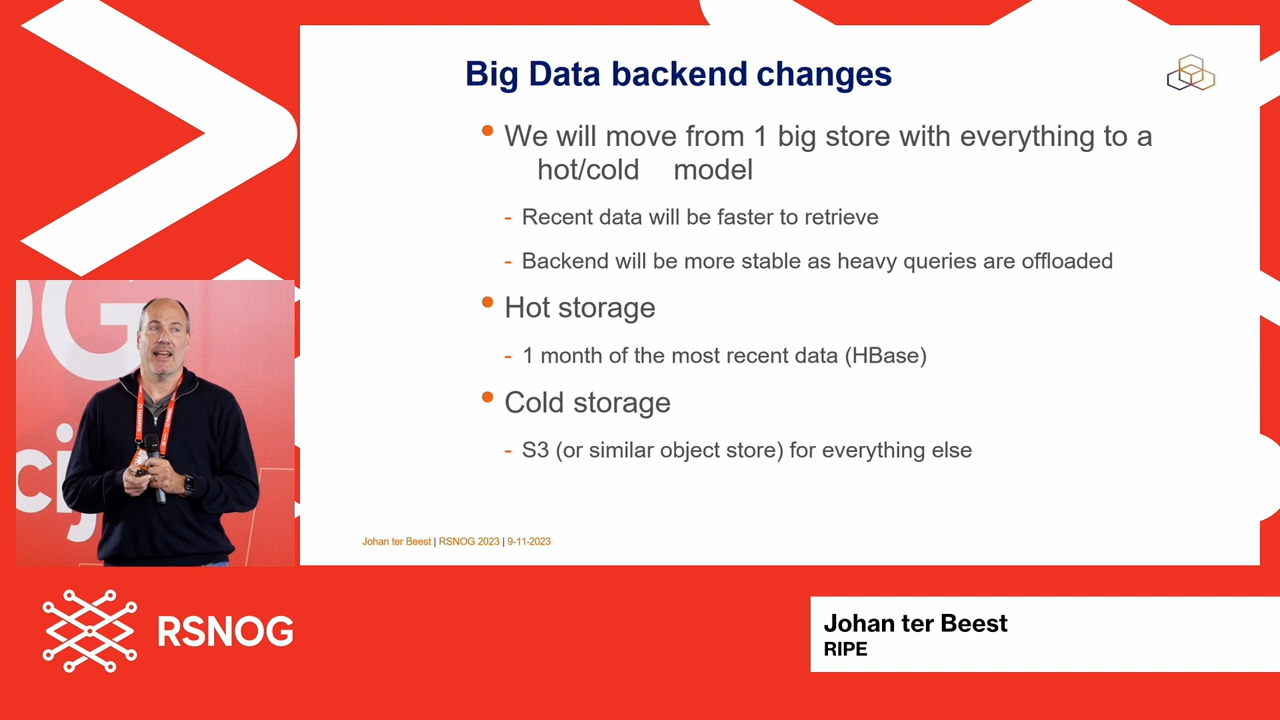 Big Data backend changes
• We will move from 1 big store with everything to a
hot/cold model
- Recent data will be faster to retrieve
- Backend will be more stable as heavy queries are offloaded
• Hot storage
- 1 month of the most recent data (HBase)
• Cold storage
- S3 (or similar object store) for everything else
Johan ter Beest | RSNOG 2023 | 9-11-2023
OG
cij
RSNOG
Johan ter Beest
RIPE